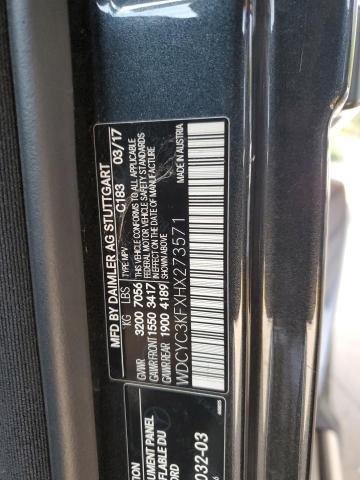 MFD BY DAIMLER AG STUTTGART
KG LBS TYPE MPV C183 03/17
GVWR 3200 7056 THIS VEHICLE CONFORMS TO ALL APPLICABLE
GAWR FRONT 1550 3417 FEDERAL MOTOR VEHICLE SAFETY STANDARDS
GAWR REAR 1900 4189 IN EFFECT ON THE DATE OF MANUFACTURE
SHOWN ABOVE
MADE IN AUSTRIA
WDCYC3KFXHX273571
TION
UMENT PANEL
FLABLE DU
ORD
032-03